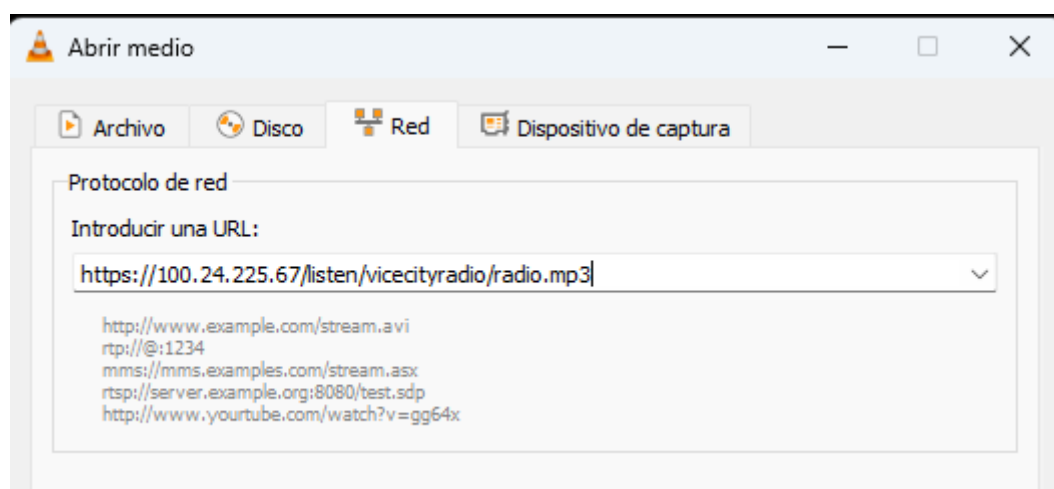 Abrir medio
Archivo Disco Red Dispositivo de captura
Protocolo de red
Introducir una URL:
https://100.24.225.67/listen/vicecityradio/radio.mp3
http://www.example.com/stream.avi
rtp://@:1234
mms://mms.examples.com/stream.asx
rtsp://server.example.org:8080/test.sdp
http://www.yourtube.com/watch?v=gg64x